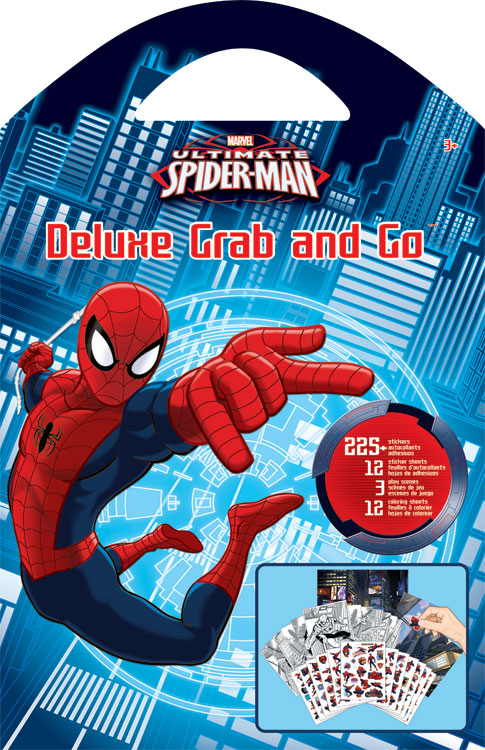 MARVEL
ULTIMATE
SPIDER-MAN
3+
Deluxe Grab and Go
225+ stickers
autocollants
adhesivos
12 sticker sheets
feuilles d'autocollants
hojas de adhesivos
3 play scenes
scènes de jeu
escenas de juego
12 coloring sheets
feuilles à colorier
hojas de colorear